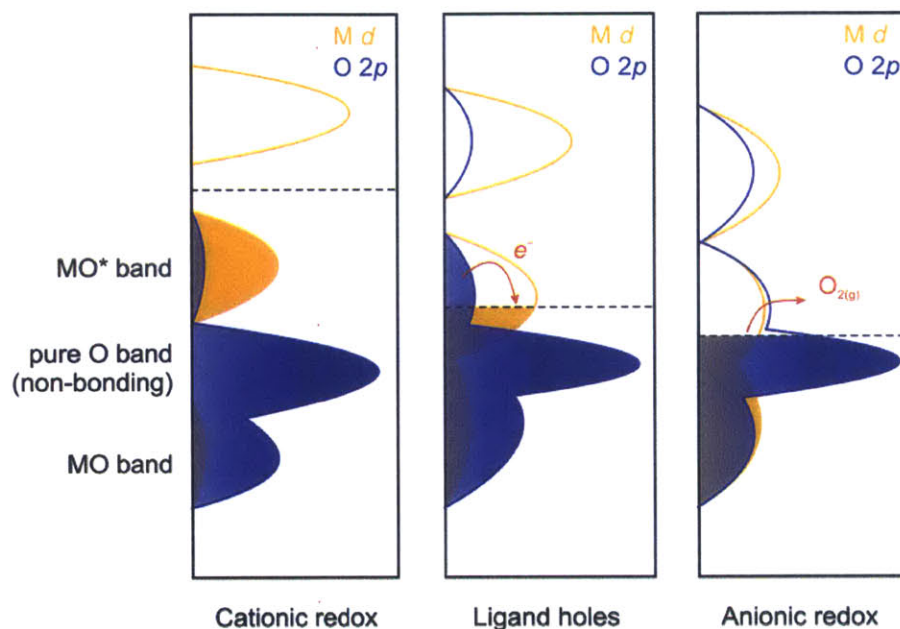 M d
O 2p
M d
O 2p
M d
O 2p
MO* band
e⁻
O₂(g)
pure O band
(non-bonding)
MO band
Cationic redox
Ligand holes
Anionic redox